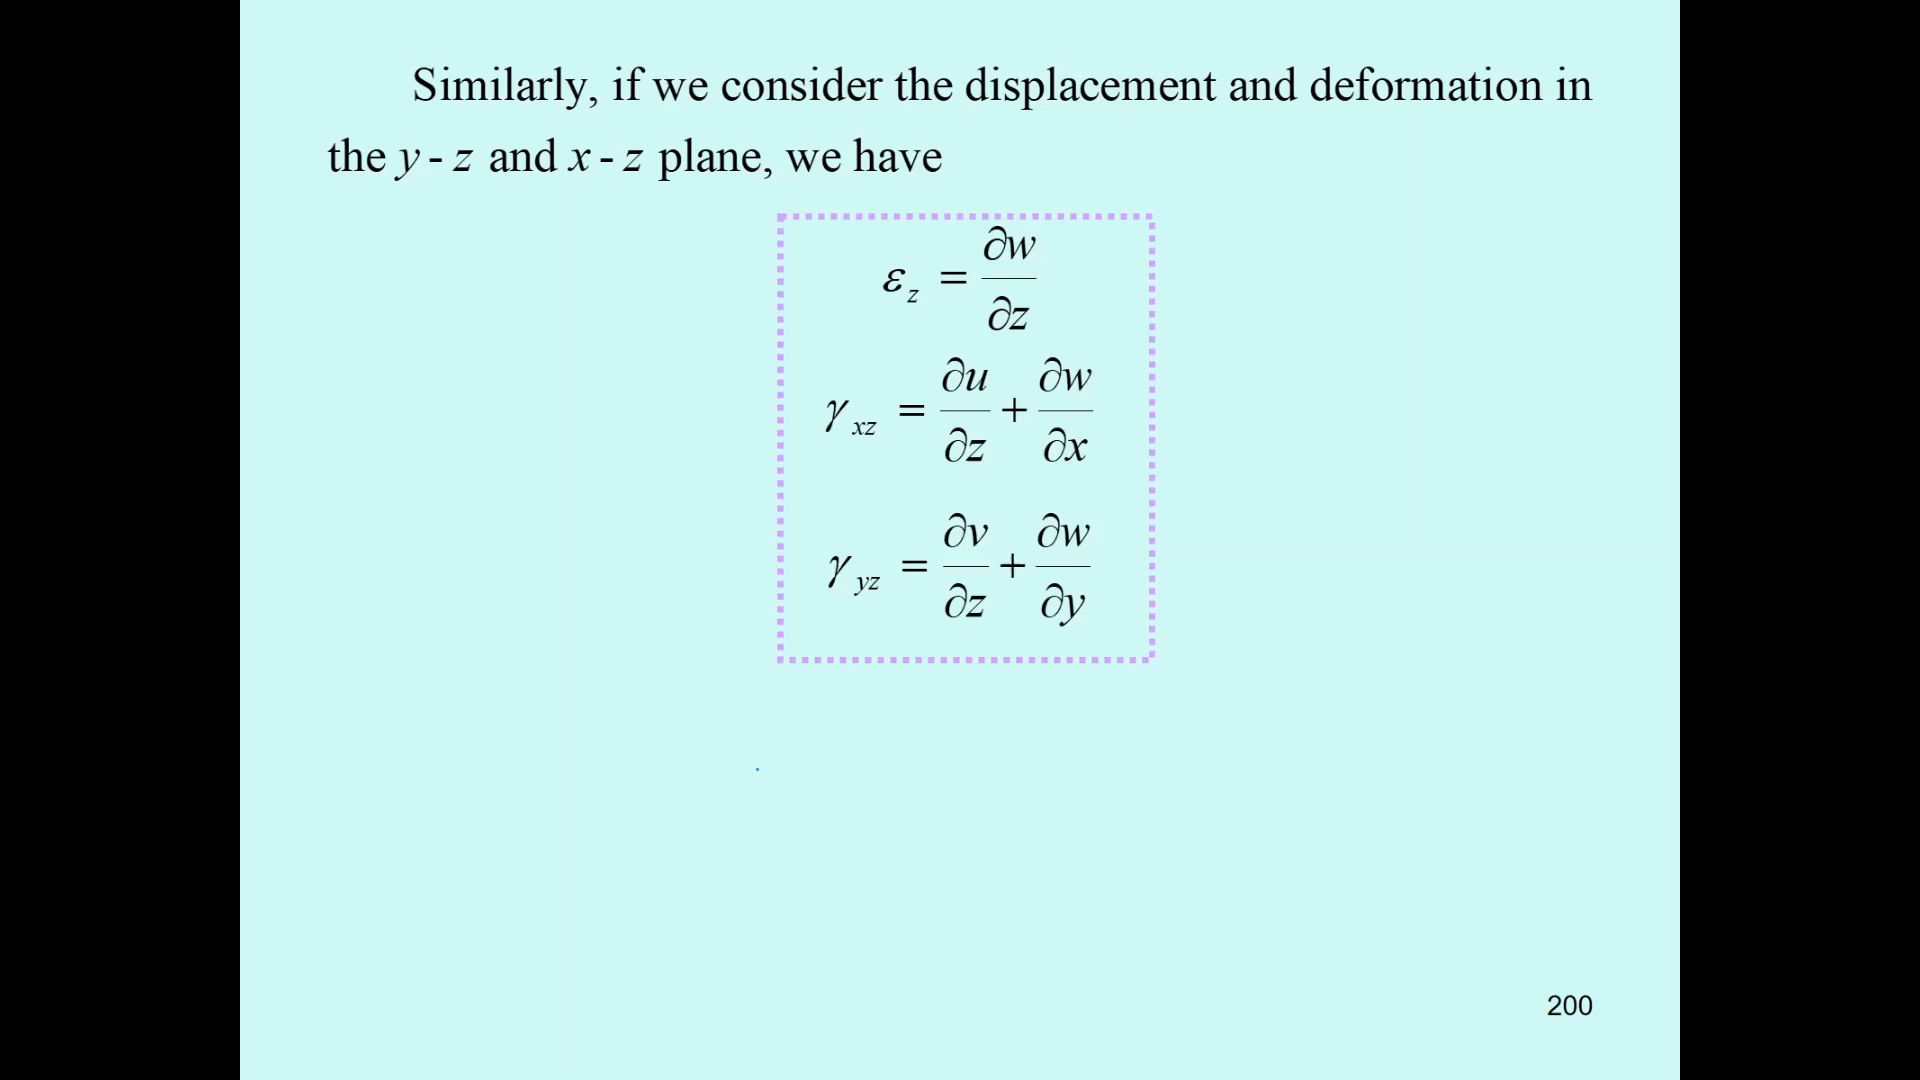 Similarly, if we consider the displacement and deformation in
the y - z and x - z plane, we have
ε_z = ∂w/∂z
γ_xz = ∂u/∂z + ∂w/∂x
γ_yz = ∂v/∂z + ∂w/∂y
200